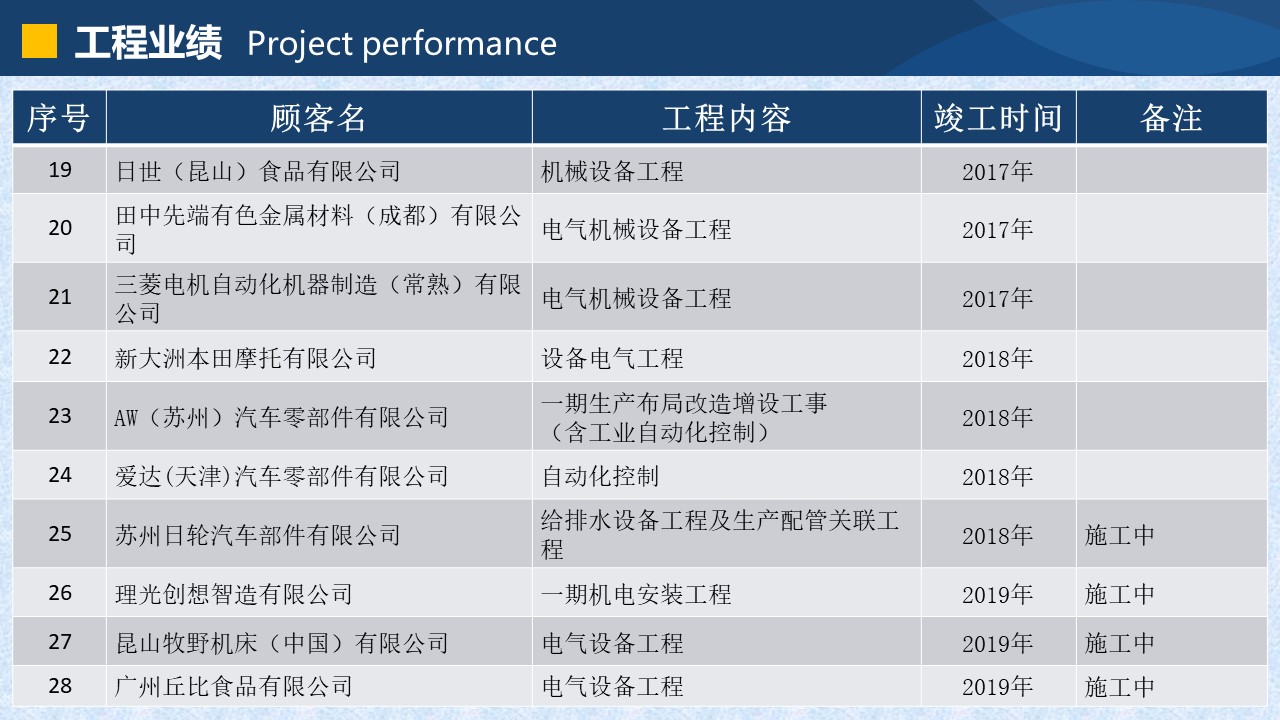 工程业绩 Project performance
序号 顾客名 工程内容 竣工时间 备注
19 日世（昆山）食品有限公司 机械设备工程 2017年
20 田中先端有色金属材料（成都）有限公
司 电气机械设备工程 2017年
21 三菱电机自动化机器制造（常熟）有限
公司 电气机械设备工程 2017年
22 新大洲本田摩托有限公司 设备电气工程 2018年
23 AW（苏州）汽车零部件有限公司 一期生产布局改造增设工事
（含工业自动化控制） 2018年
24 爱达(天津)汽车零部件有限公司 自动化控制 2018年
25 苏州日轮汽车部件有限公司 给排水设备工程及生产配管关联工
程 2018年 施工中
26 理光创想智造有限公司 一期机电安装工程 2019年 施工中
27 昆山牧野机床（中国）有限公司 电气设备工程 2019年 施工中
28 广州丘比食品有限公司 电气设备工程 2019年 施工中